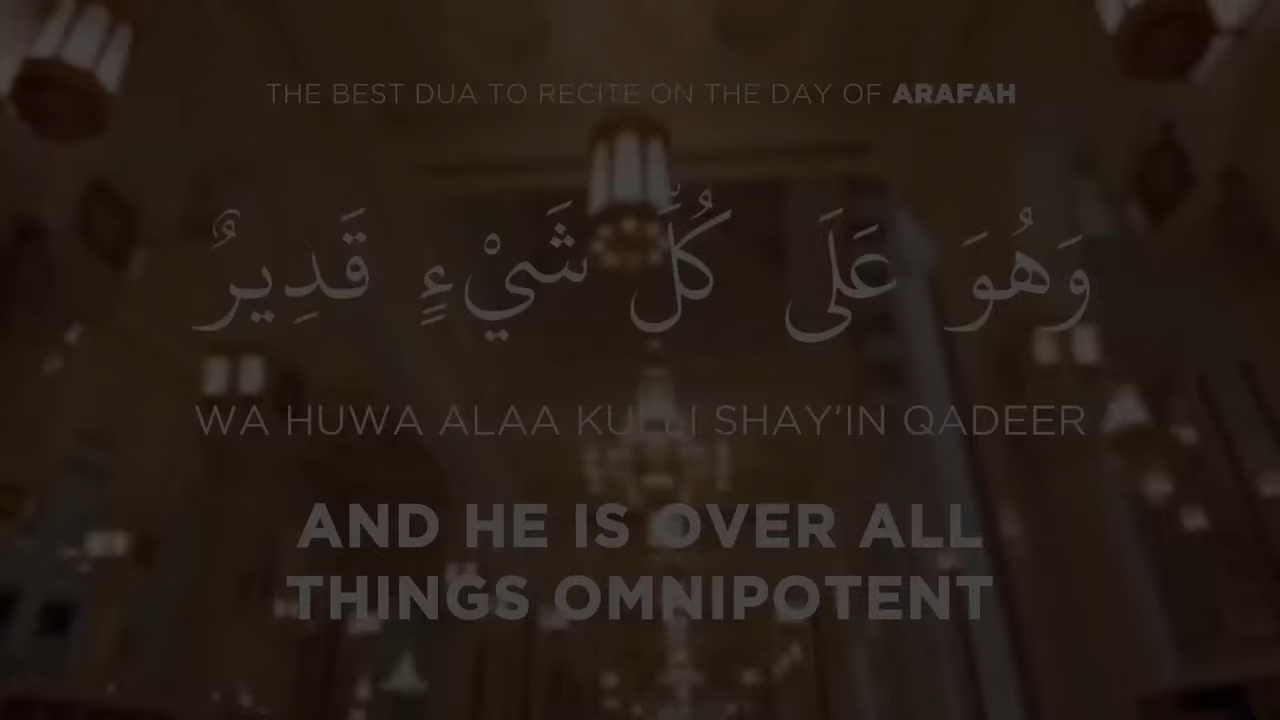 THE BEST DUA TO RECITE ON THE DAY OF ARAFAH
وَهُوَ عَلَى كُلِّ شَيْءٍ قَدِيرٌ
WA HUWA ALAA KULLI SHAY'IN QADEER
AND HE IS OVER ALL
THINGS OMNIPOTENT